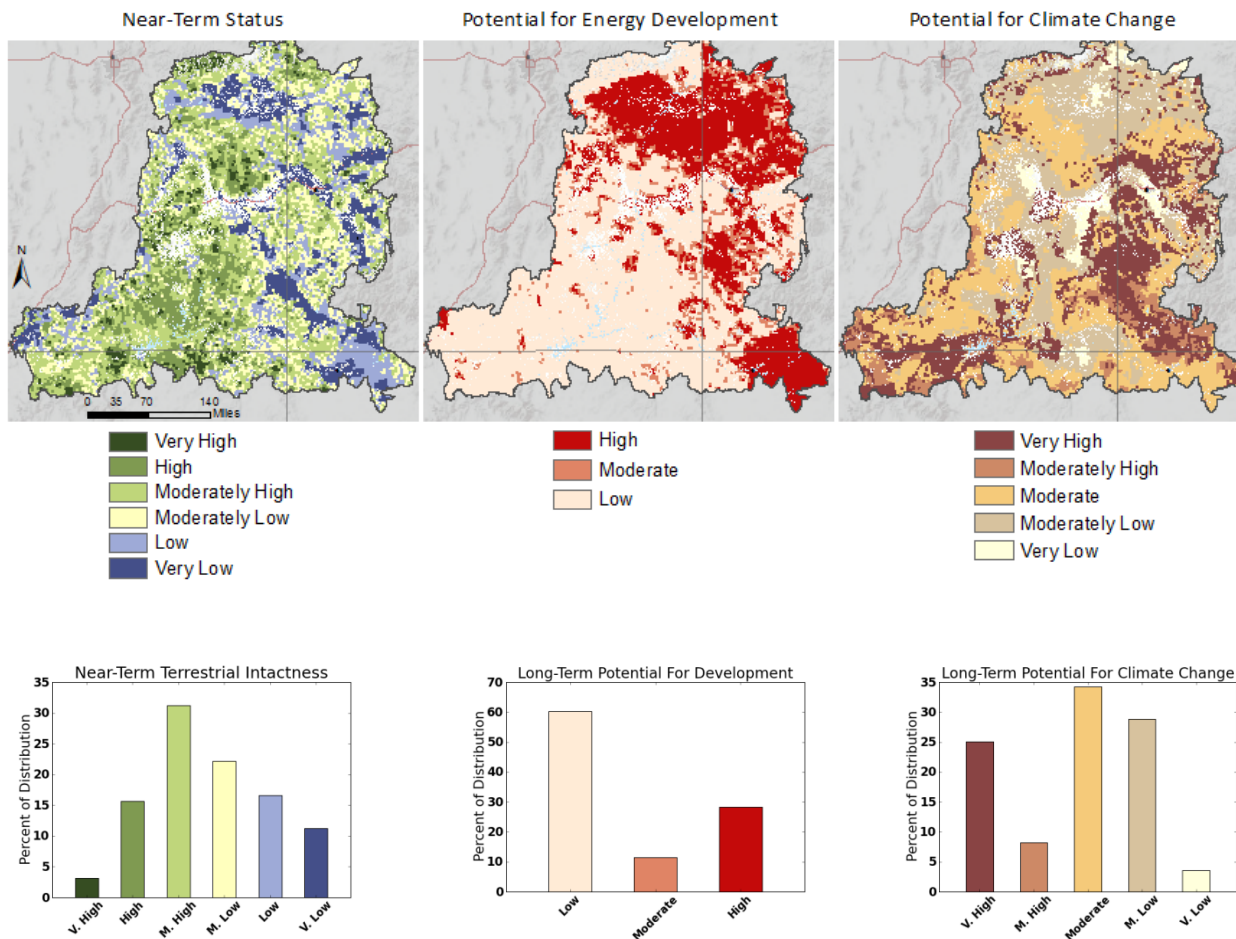 Near-Term Status
Potential for Energy Development
Potential for Climate Change
N
0 35 70 140
Miles
Very High
High
Moderately High
Moderately Low
Low
Very Low
High
Moderate
Low
Very High
Moderately High
Moderate
Moderately Low
Very Low
Near-Term Terrestrial Intactness
Percent of Distribution
35
30
25
20
15
10
5
0
V. High
High
M. High
M. Low
Low
V. Low
Long-Term Potential For Development
Percent of Distribution
70
60
50
40
30
20
10
0
Low
Moderate
High
Long-Term Potential For Climate Change
Percent of Distribution
35
30
25
20
15
10
5
0
V. High
M. High
Moderate
M. Low
V. Low